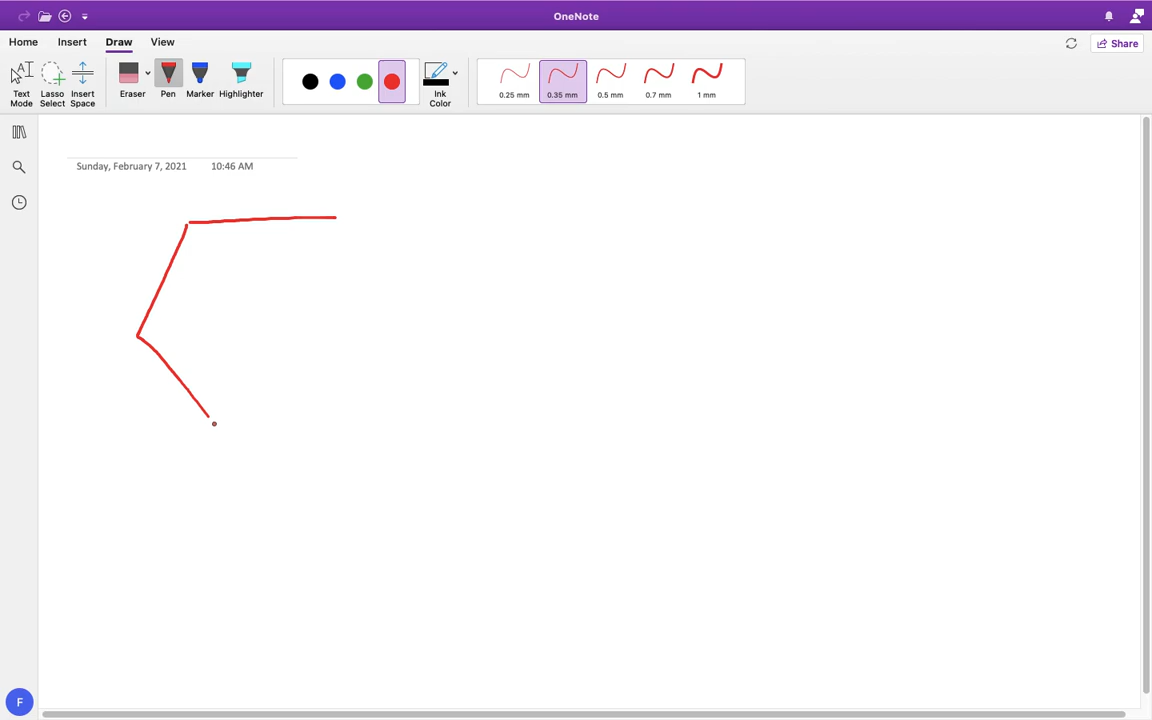 OneNote
Home Insert Draw View
Share
Text Mode
Lasso Select
Insert Space
Eraser
Pen
Marker
Highlighter
Ink Color
0.25 mm
0.35 mm
0.5 mm
0.7 mm
1 mm
Sunday, February 7, 2021 10:46 AM
F